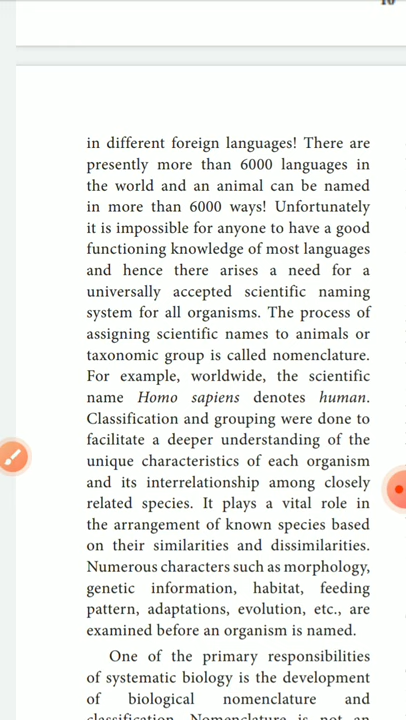 in different foreign languages! There are
presently more than 6000 languages in
the world and an animal can be named
in more than 6000 ways! Unfortunately
it is impossible for anyone to have a good
functioning knowledge of most languages
and hence there arises a need for a
universally accepted scientific naming
system for all organisms. The process of
assigning scientific names to animals or
taxonomic group is called nomenclature.
For example, worldwide, the scientific
name Homo sapiens denotes human.
Classification and grouping were done to
facilitate a deeper understanding of the
unique characteristics of each organism
and its interrelationship among closely
related species. It plays a vital role in
the arrangement of known species based
on their similarities and dissimilarities.
Numerous characters such as morphology,
genetic information, habitat, feeding
pattern, adaptations, evolution, etc., are
examined before an organism is named.
One of the primary responsibilities
of systematic biology is the development
of biological nomenclature and
classification. Nomenclature is not an